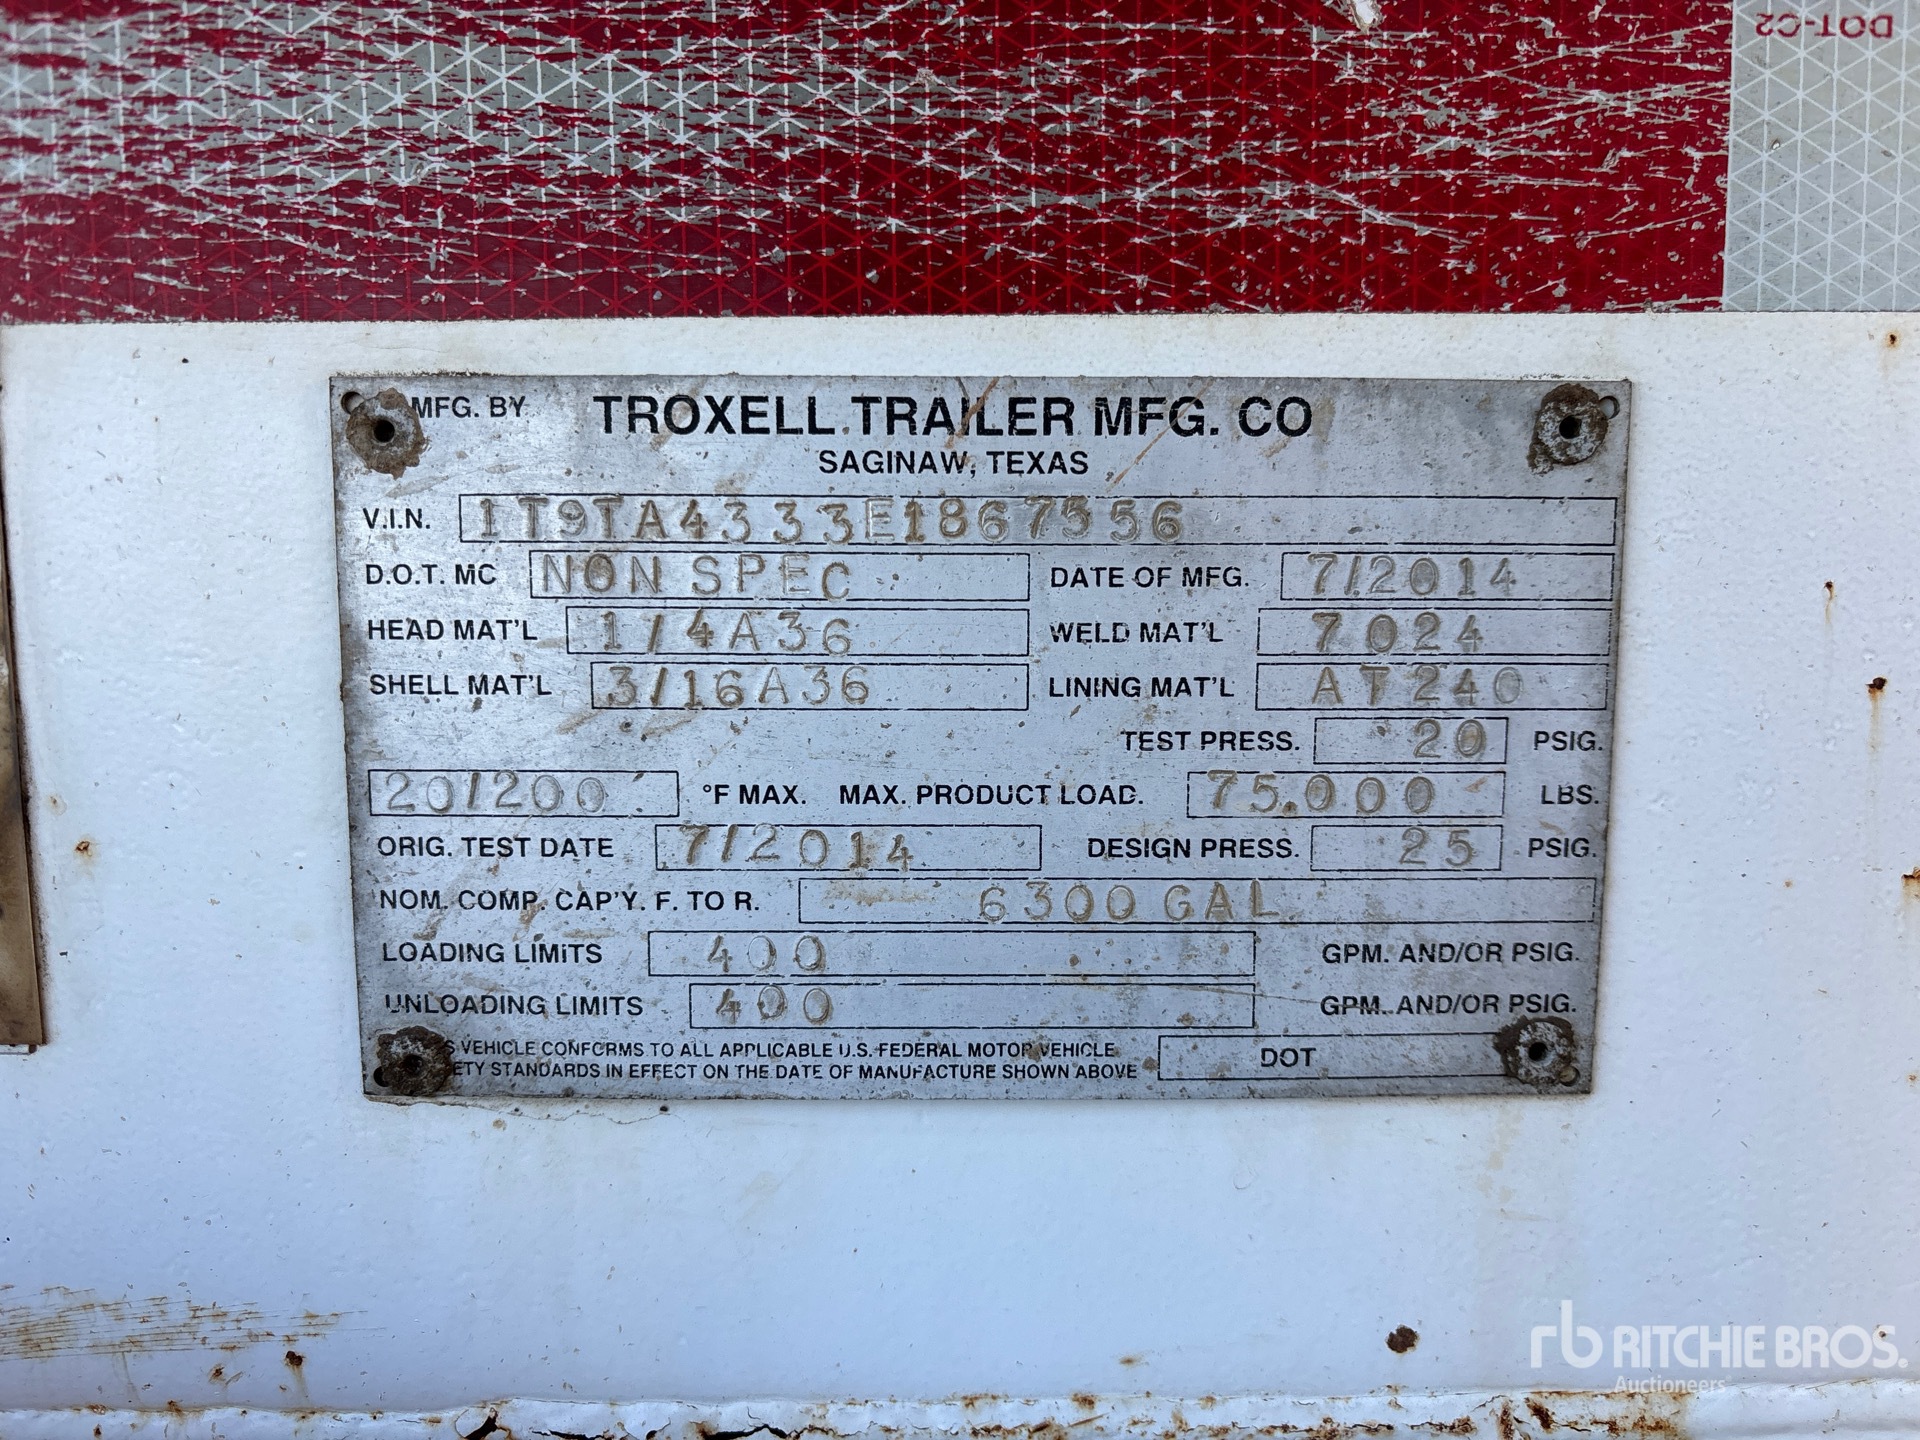 DOT-C2
MFG. BY TROXELL TRAILER MFG. CO
SAGINAW, TEXAS
V.I.N. 1T9TA4333E1867556
D.O.T. MC NON SPEC DATE OF MFG. 7/2014
HEAD MAT'L 1/4A36 WELD MAT'L 7024
SHELL MAT'L 3/16A36 LINING MAT'L AT240
TEST PRESS. 20 PSIG.
20/200 °F MAX. MAX. PRODUCT LOAD. 75.000 LBS.
ORIG. TEST DATE 7/2014 DESIGN PRESS. 25 PSIG.
NOM. COMP. CAP'Y. F. TO R. 6300 GAL
LOADING LIMITS 400 GPM. AND/OR PSIG.
UNLOADING LIMITS 400 GPM. AND/OR PSIG.
VEHICLE CONFORMS TO ALL APPLICABLE U.S. FEDERAL MOTOR VEHICLE
STANDARDS IN EFFECT ON THE DATE OF MANUFACTURE SHOWN ABOVE DOT
rb RITCHIE BROS.
Auctioneers